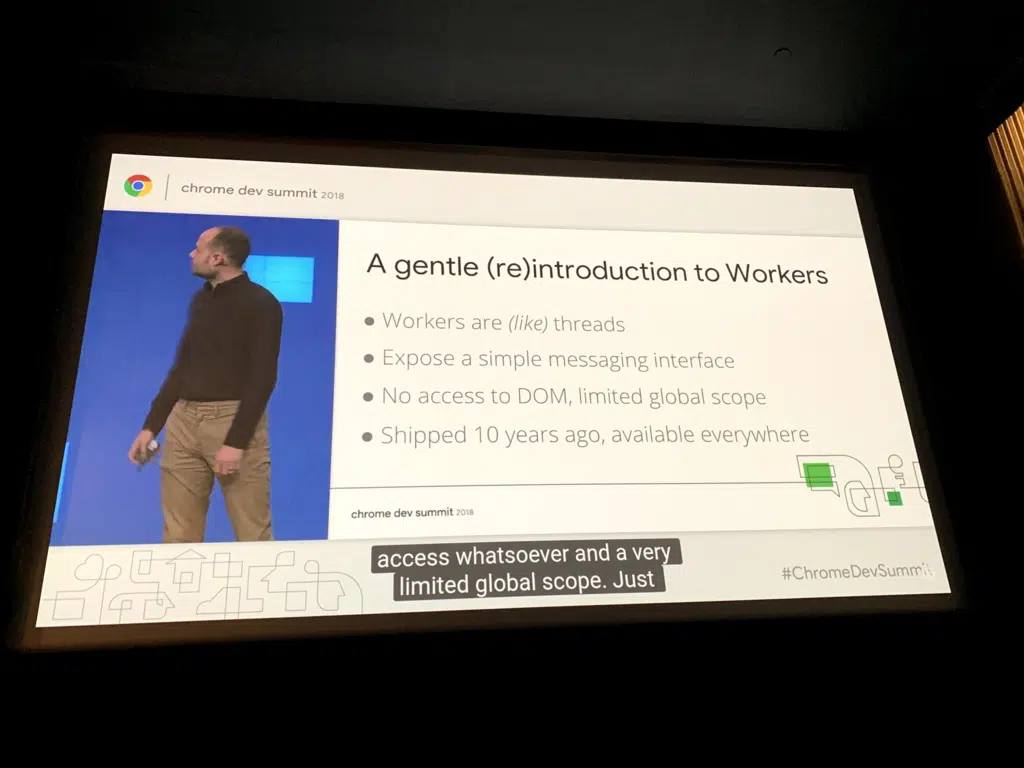 chrome dev summit 2018
A gentle (re)introduction to Workers
● Workers are (like) threads
● Expose a simple messaging interface
● No access to DOM, limited global scope
● Shipped 10 years ago, available everywhere
chrome dev summit 2018
access whatsoever and a very
limited global scope. Just
#ChromeDevSummit